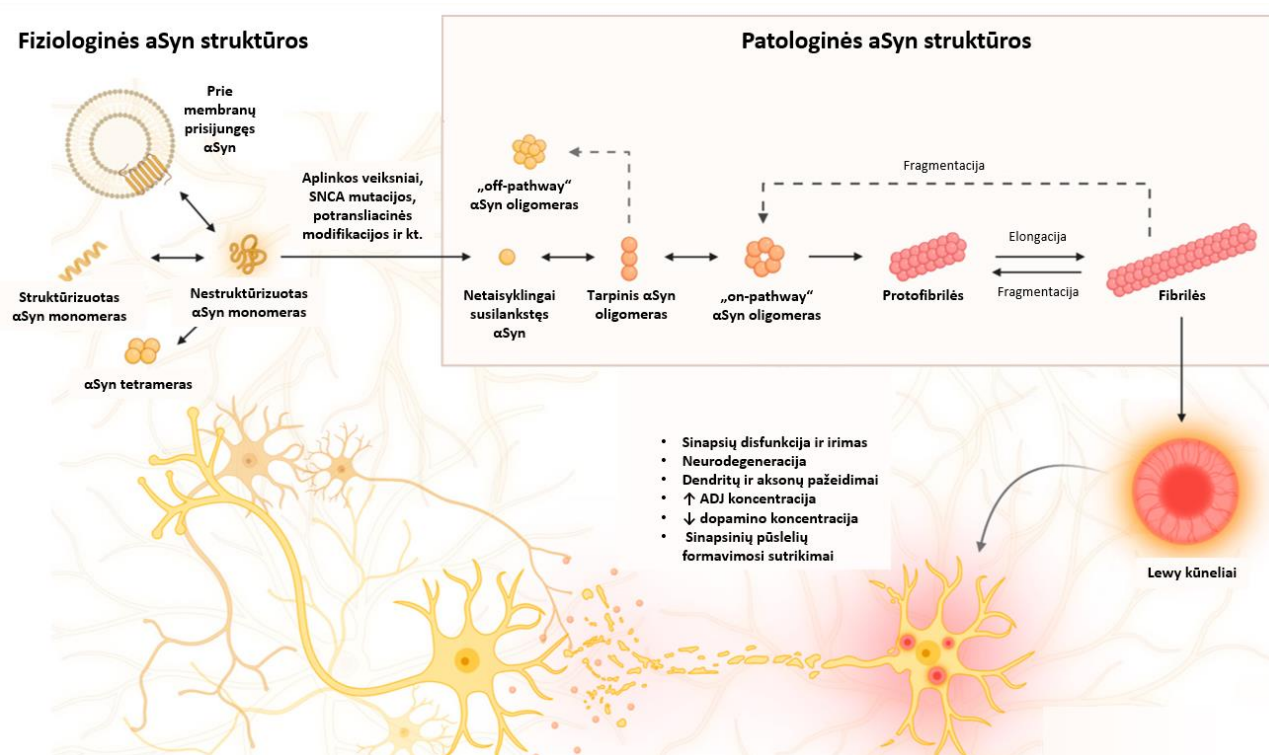 Fiziologinės aSyn struktūros
Patologinės aSyn struktūros
Prie
membranų
prisijungęs
αSyn
Aplinkos veiksniai,
SNCA mutacijos,
potransliacinės
modifikacijos ir kt.
„off-pathway“
αSyn oligomeras
Fragmentacija
Struktūrizuotas
αSyn monomeras
Nestruktūrizuotas
αSyn monomeras
αSyn tetrameras
Netaisyklingai
susilankstęs
αSyn
Tarpinis αSyn
oligomeras
„on-pathway“
αSyn oligomeras
Protofibrilės
Elongacija
Fragmentacija
Fibrilės
• Sinapsių disfunkcija ir irimas
• Neurodegeneracija
• Dendritų ir aksonų pažeidimai
• ↑ ADJ koncentracija
• ↓ dopamino koncentracija
• Sinapsinių pūslelių
formavimosi sutrikimai
Lewy kūneliai